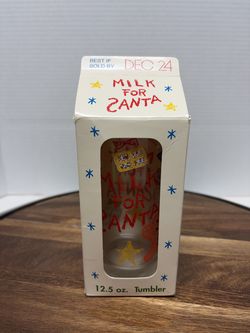 BEST IF
SOLD BY
DEC 24
MILK
FOR
SANTA
MILK
FOR
SANTA
12.5 oz. Tumbler